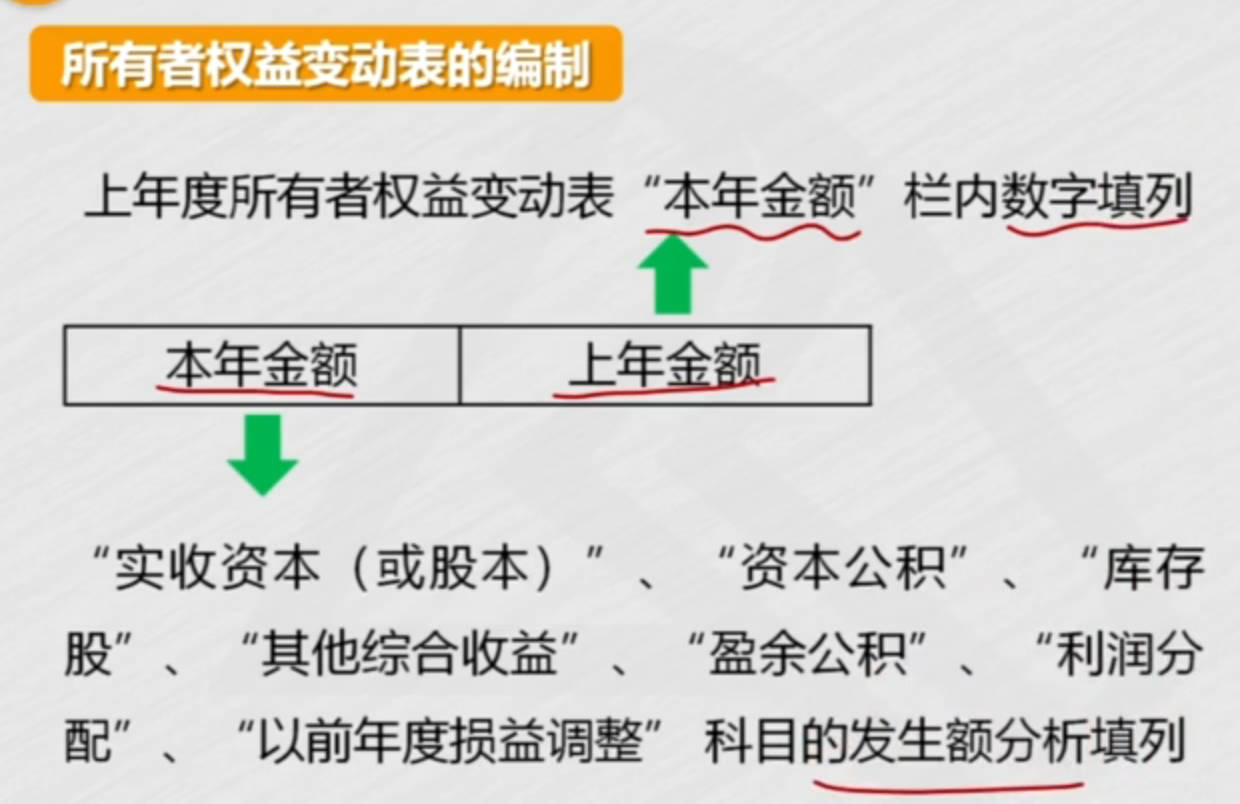 所有者权益变动表的编制
上年度所有者权益变动表“本年金额”栏内数字填列
本年金额 上年金额
“实收资本（或股本）”、“资本公积”、“库存
股”、“其他综合收益”、“盈余公积”、“利润分
配”、“以前年度损益调整”科目的发生额分析填列